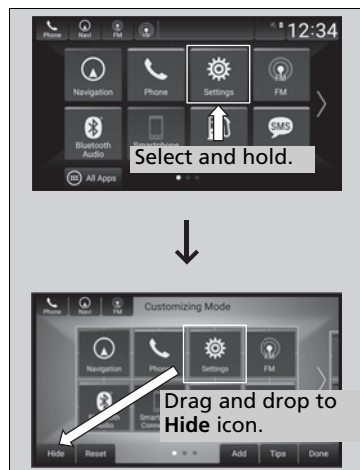 Phone Navi FM
12:34
Navigation Phone Settings FM
Bluetooth
Audio
Smartphone
SMS
Select and hold.
All Apps
Phone Navi FM
Customizing Mode
Navigation Phone Settings FM
Drag and drop to
Hide icon.
Hide Reset Add Tips Done